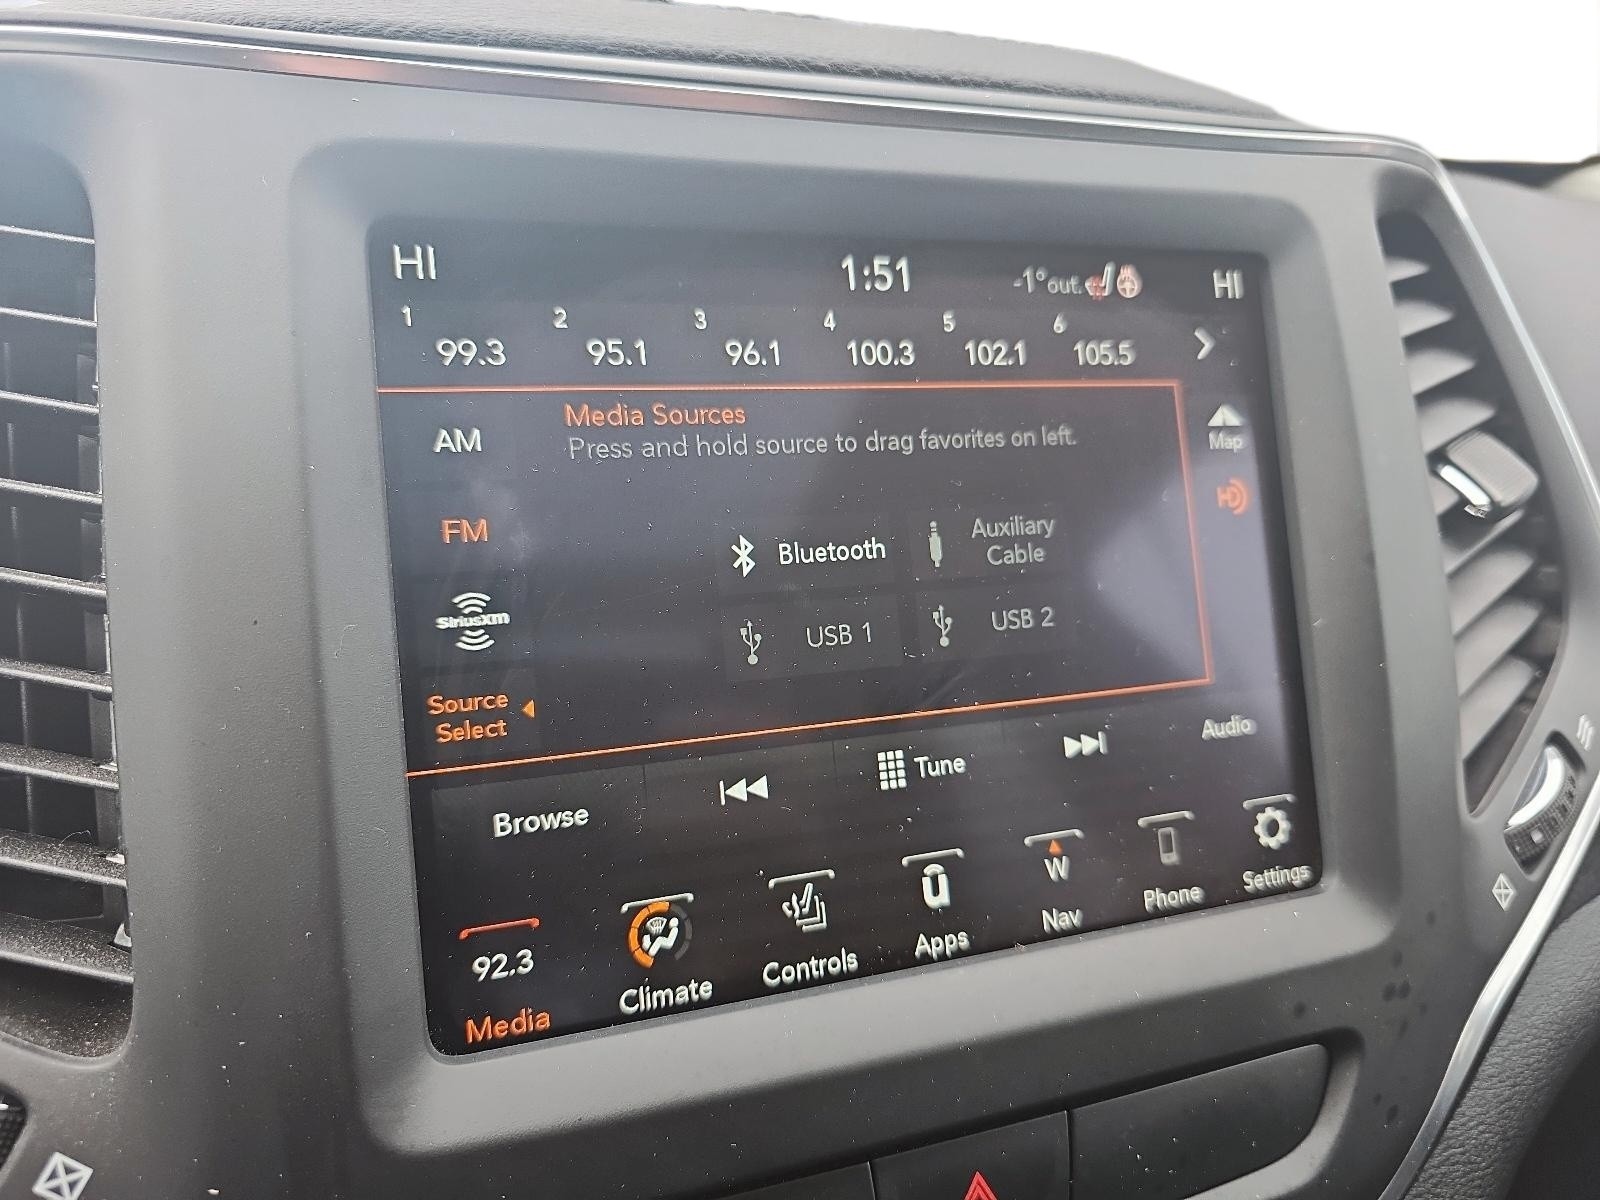 HI 1:51 -1°out. HI
1 2 3 4 5 6
99.3 95.1 96.1 100.3 102.1 105.5
Media Sources
Press and hold source to drag favorites on left.
AM
Map
HD
FM
Bluetooth
Auxiliary
Cable
SiriusXM
USB 1 USB 2
Source
Select
Browse Tune Audio
92.3 W
Media Climate Controls Apps Nav Phone Settings